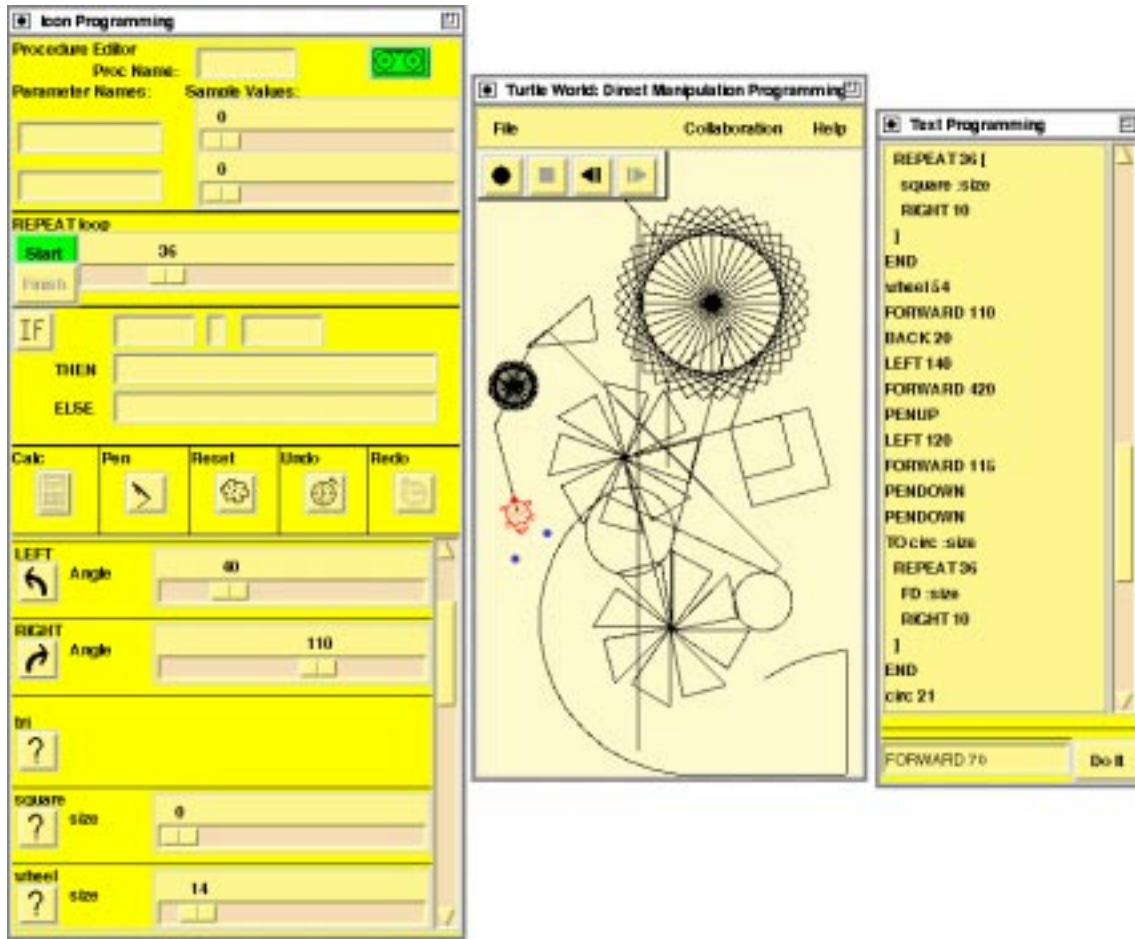 Icon Programming
Procedure Editor
Proc Name:
Parameter Names: Sample Values:
0
0
REPEAT loop
Start 36
Finish
IF
THEN
ELSE
Calc Pen Reset Undo Redo
LEFT
Angle 40
RIGHT
Angle 110
tri
?
square
? size 0
wheel
? size 14
Turtle World: Direct Manipulation Programming
File Collaboration Help
Text Programming
REPEAT 36 [
square :size
RIGHT 10
]
END
wheel 54
FORWARD 110
BACK 20
LEFT 140
FORWARD 420
PENUP
LEFT 120
FORWARD 115
PENDOWN
PENDOWN
TO circ :size
REPEAT 36
FD :size
RIGHT 10
]
END
circ 21
FORWARD 70 Do It